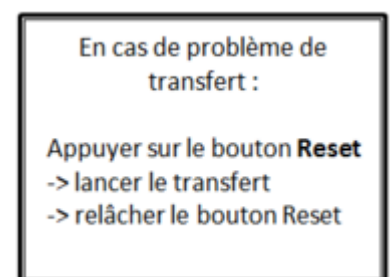 En cas de problème de
transfert :
Appuyer sur le bouton Reset
-> lancer le transfert
-> relâcher le bouton Reset